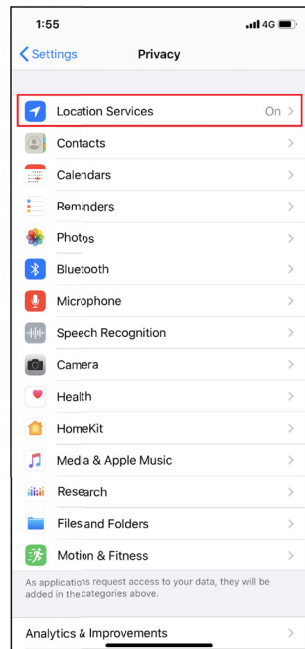 1:55 4G
Settings Privacy
Location Services On
Contacts
Calendars
Reminders
Photos
Bluetooth
Microphone
Speech Recognition
Camera
Health
HomeKit
Media & Apple Music
Research
Files and Folders
Motion & Fitness
As applications request access to your data, they will be
added in the categories above.
Analytics & Improvements